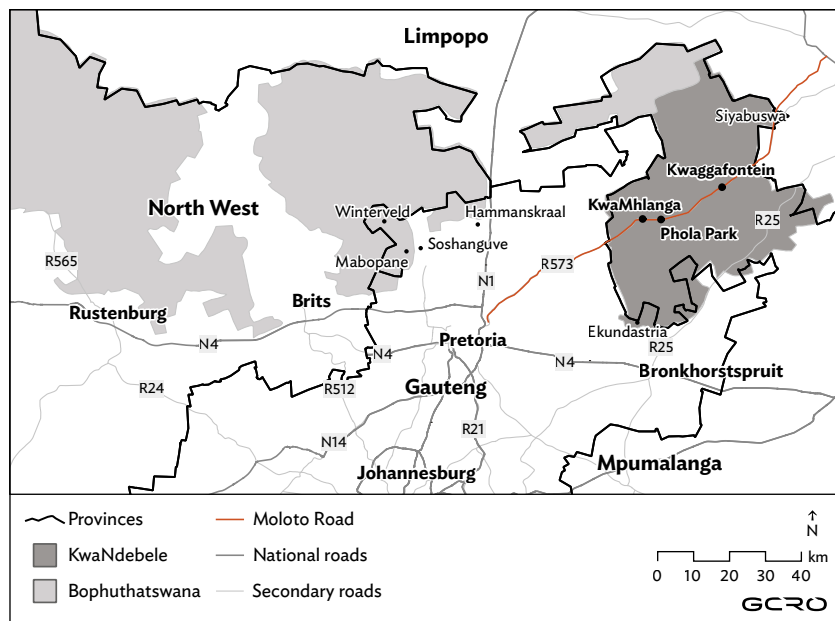 Limpopo
Siyabuswa
Kwaggafontein
North West
Winterveld
Hammanskraal
KwaMhlanga
R25
Phola Park
Soshanguve
Mabopane
R565
R573
N1
Rustenburg
Brits
Ekundastria
N4
Pretoria
R25
N4
N4
Bronkhorstspruit
R24
R512
Gauteng
N14
R21
Johannesburg
Mpumalanga
Provinces
Moloto Road
N
KwaNdebele
National roads
km
0 10 20 30 40
Bophuthatswana
Secondary roads
GCRO